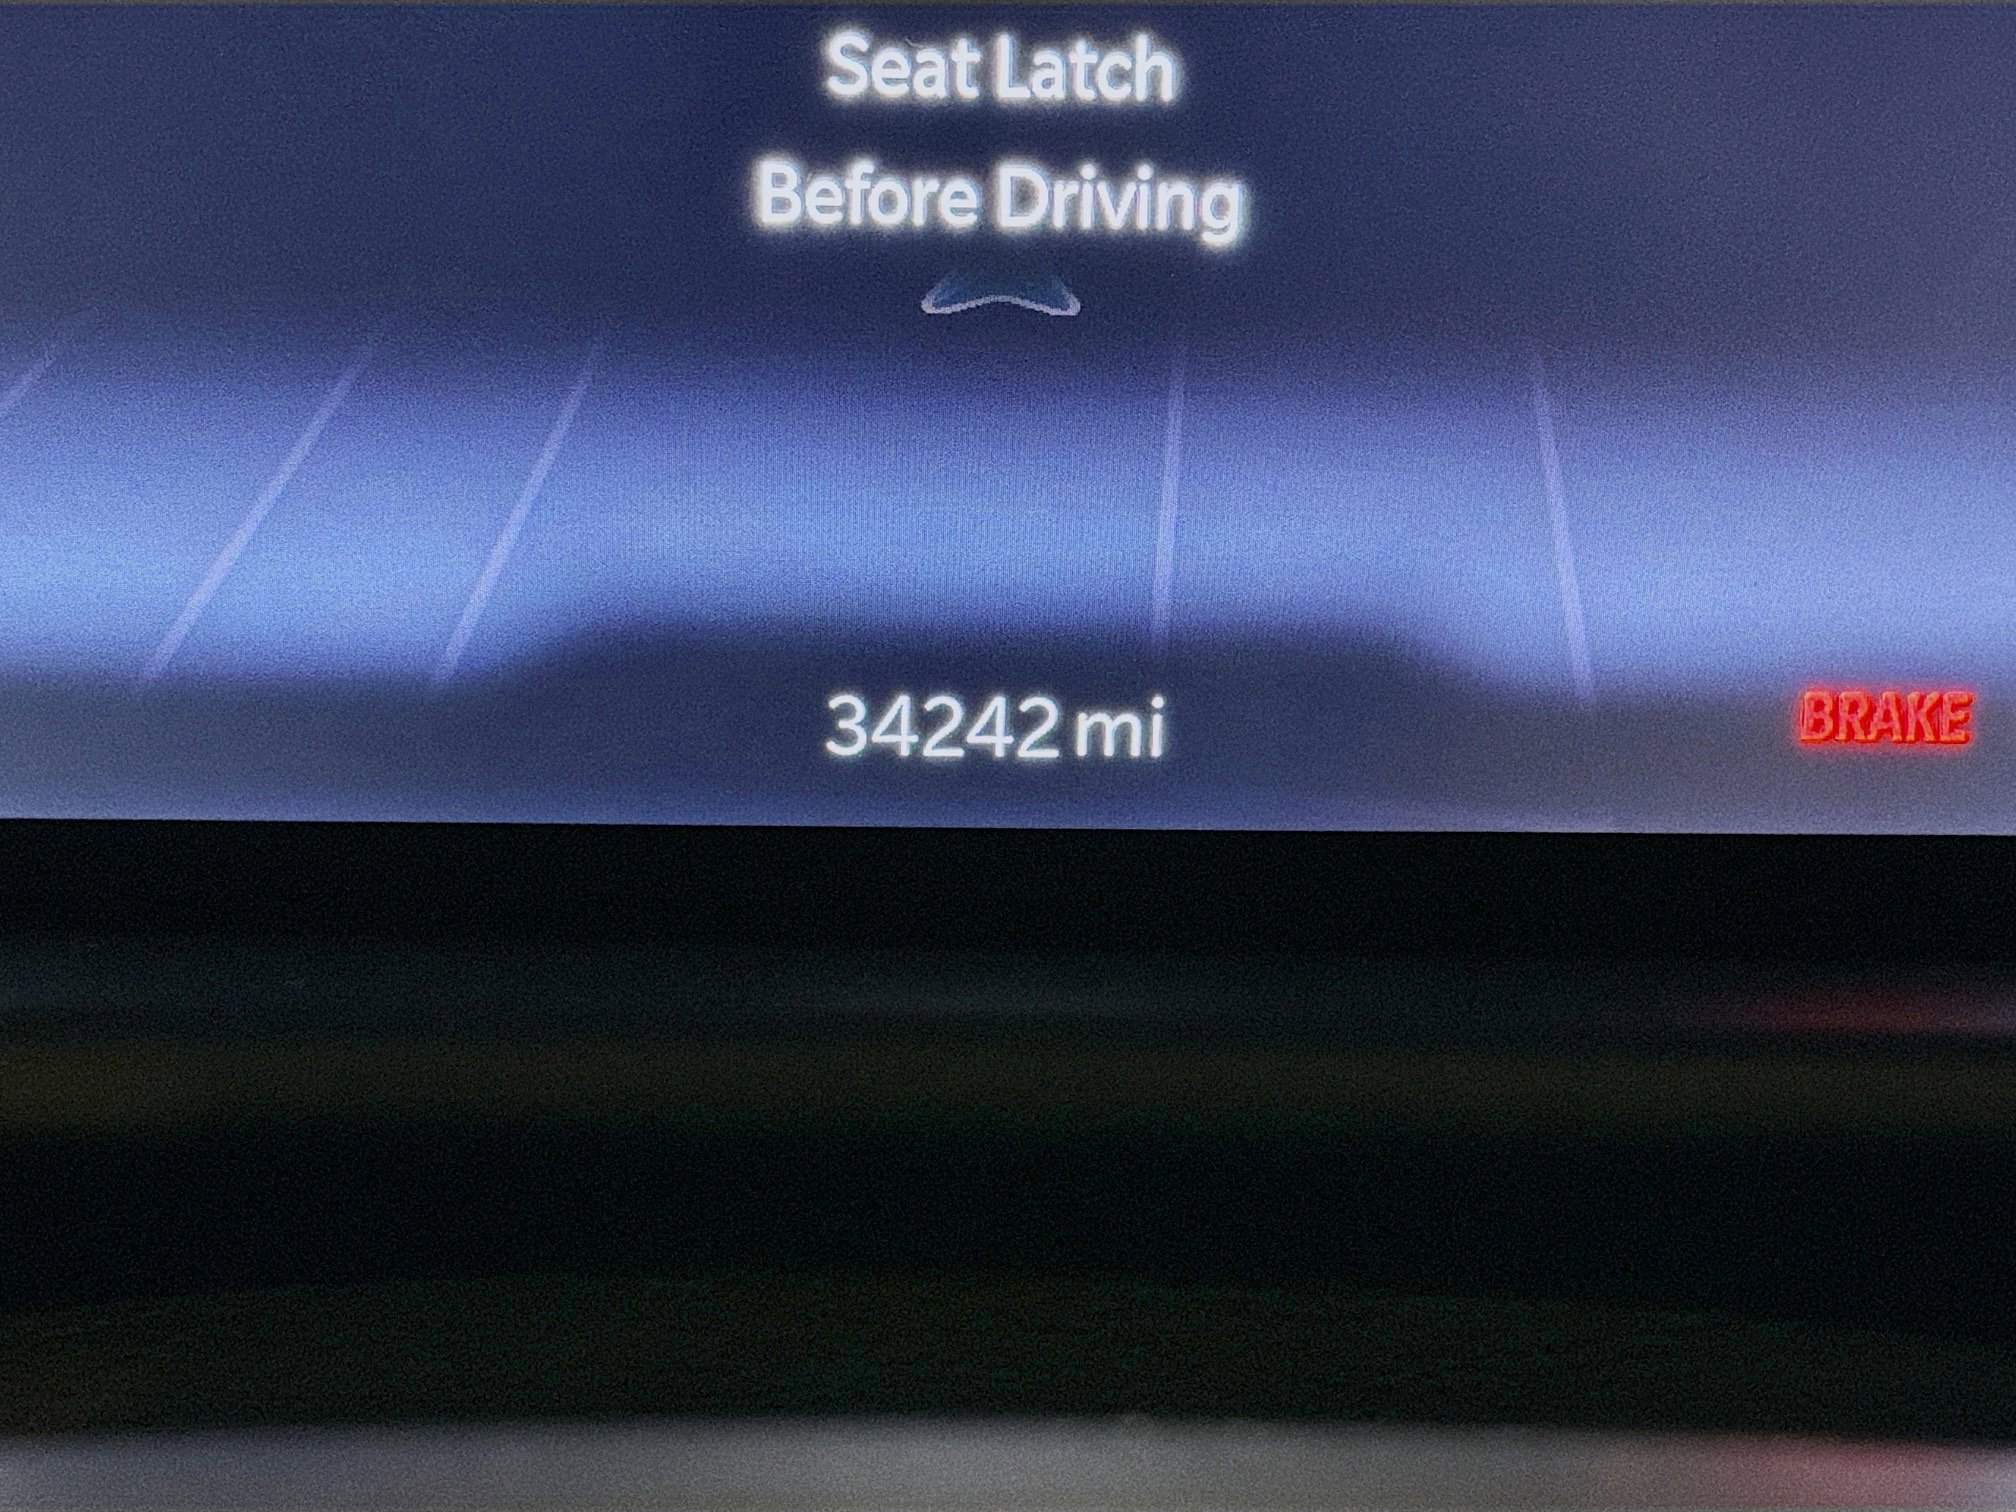 Seat Latch
Before Driving
34242 mi
BRAKE